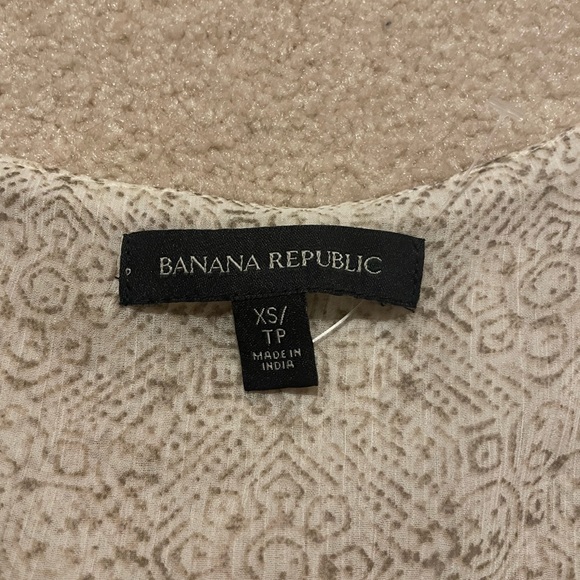 BANANA REPUBLIC
XS/
TP
MADE IN
INDIA